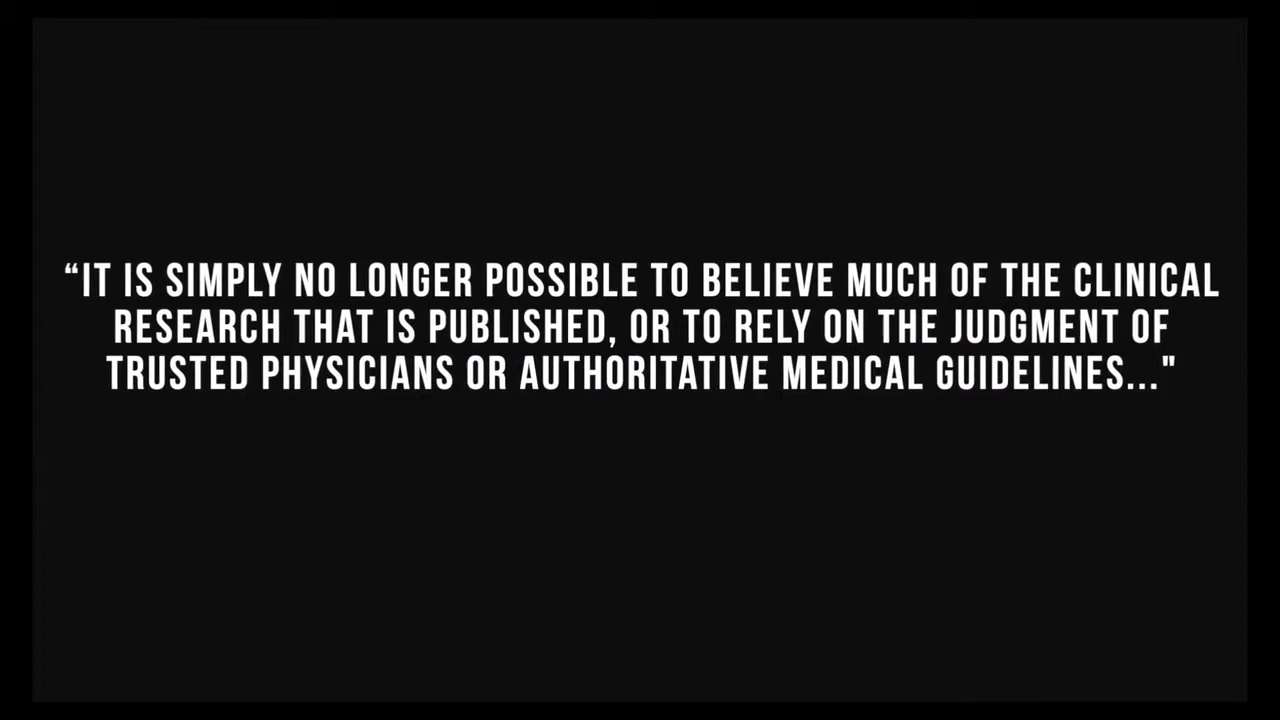 “IT IS SIMPLY NO LONGER POSSIBLE TO BELIEVE MUCH OF THE CLINICAL
RESEARCH THAT IS PUBLISHED, OR TO RELY ON THE JUDGMENT OF
TRUSTED PHYSICIANS OR AUTHORITATIVE MEDICAL GUIDELINES..."